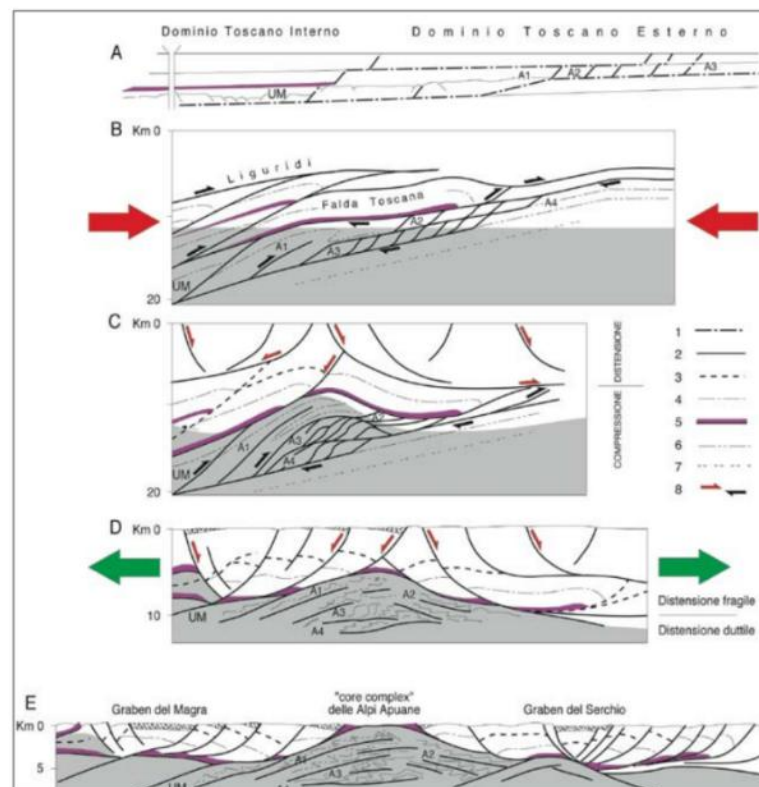 Dominio Toscano Interno Dominio Toscano Esterno
A
A1 A2 A3
UM
B Km 0
Liguridi
Falda Toscana
A2 A4
A1 A3
UM
20
C Km 0
A2
A3
A1
A4
UM
20
DISTENSIONE
COMPRESSIONE
1
2
3
4
5
6
7
8
D Km 0
A1 A2
UM A3
10
A4
Distensione fragile
Distensione duttile
E
Graben del Magra "core complex" Graben del Serchio
delle Alpi Apuane
Km 0
A1 A2
5 A3
UM